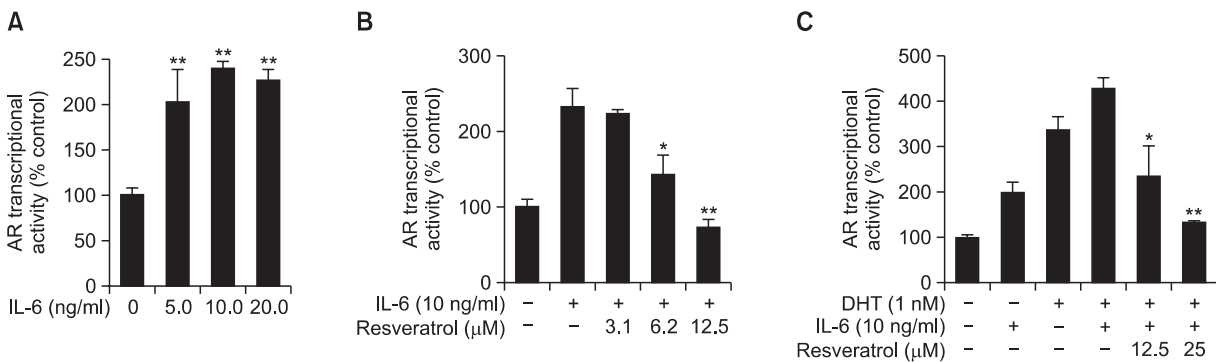 A
AR transcriptional
activity (% control)
250
200
150
100
50
0
**
**
**
IL-6 (ng/ml) 0 5.0 10.0 20.0
B
AR transcriptional
activity (% control)
300
200
100
0
*
**
IL-6 (10 ng/ml) – + + + +
Resveratrol (μM) – – 3.1 6.2 12.5
C
AR transcriptional
activity (% control)
500
400
300
200
100
0
*
**
DHT (1 nM) – – + + + +
IL-6 (10 ng/ml) – + – + + +
Resveratrol (μM) – – – – 12.5 25